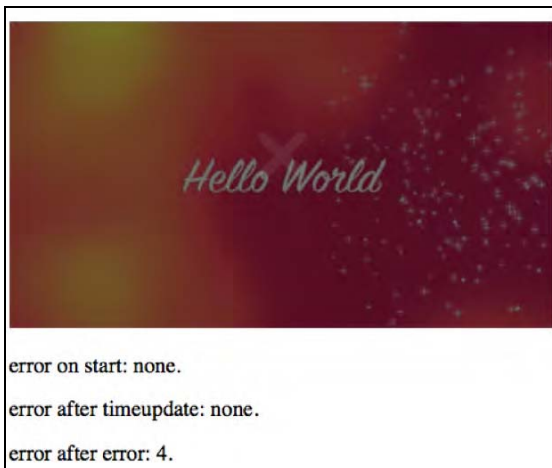 Hello World
error on start: none.
error after timeupdate: none.
error after error: 4.